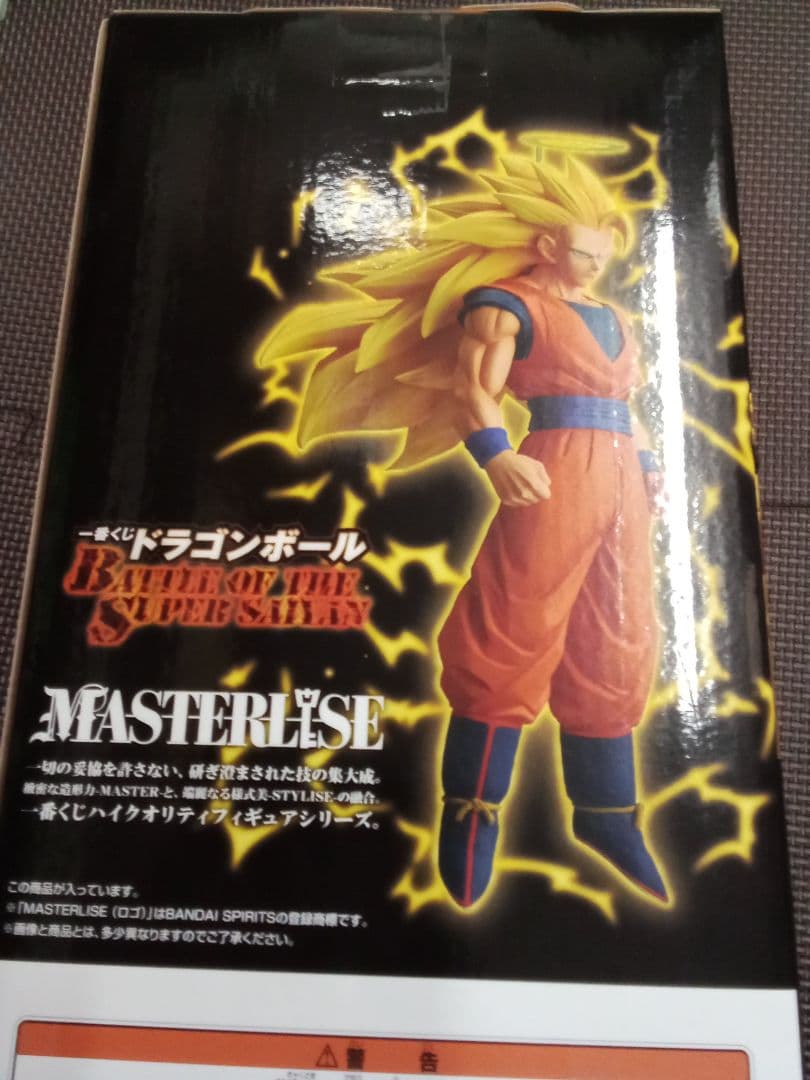 一番くじ ドラゴンボール
BATTLE OF THE
SUPER SAIYAN
MASTERLISE
一切の妥協を許さない、研ぎ澄まされた技の集大成。
緻密な造形力-MASTER-と、端麗なる様式美-STYLISE-の融合。
一番くじハイクオリティフィギュアシリーズ。
この商品が入っています。
※「MASTERLISE (ロゴ)」はBANDAI SPIRITSの登録商標です。
※画像と商品とは、多少異なりますのでご了承ください。
⚠警 告